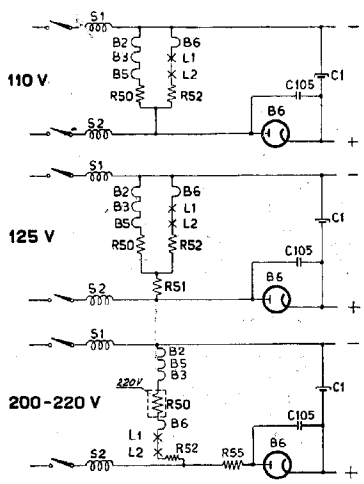 S1
B2 B6
B3 L1
B5 L2
R50 R52
110 V
C1
C105
B6
S2
−
+
S1
B2 B6
B3 L1
B5 L2
R50 R52
125 V
R51
C1
C105
B6
S2
−
+
S1
B2
B5
B3
220V
R50
200-220 V
B6
L1
L2 R52
R55
C1
C105
B6
S2
−
+